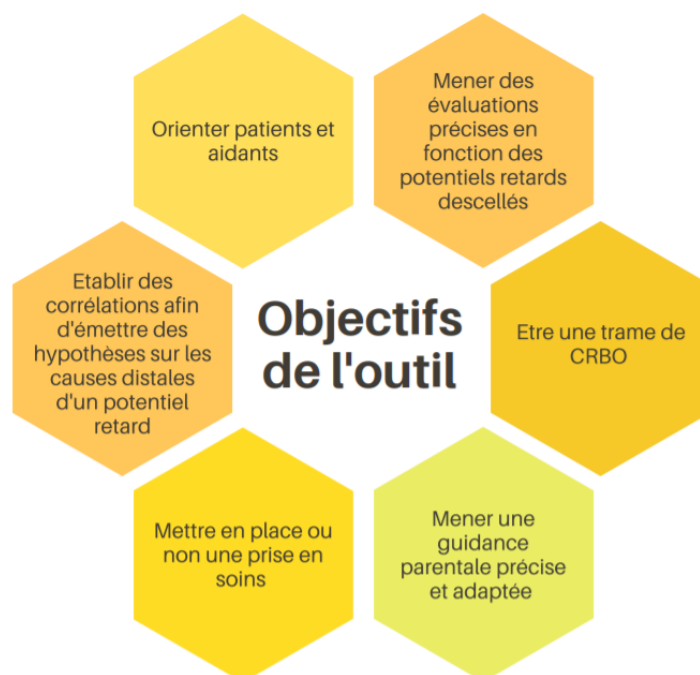 Orienter patients et
aidants
Mener des
évaluations
précises en
fonction des
potentiels retards
descellés
Etablir des
corrélations afin
d'émettre des
hypothèses sur les
causes distales
d'un potentiel
retard
Objectifs
de l'outil
Etre une trame de
CRBO
Mettre en place ou
non une prise en
soins
Mener une
guidance
parentale précise
et adaptée